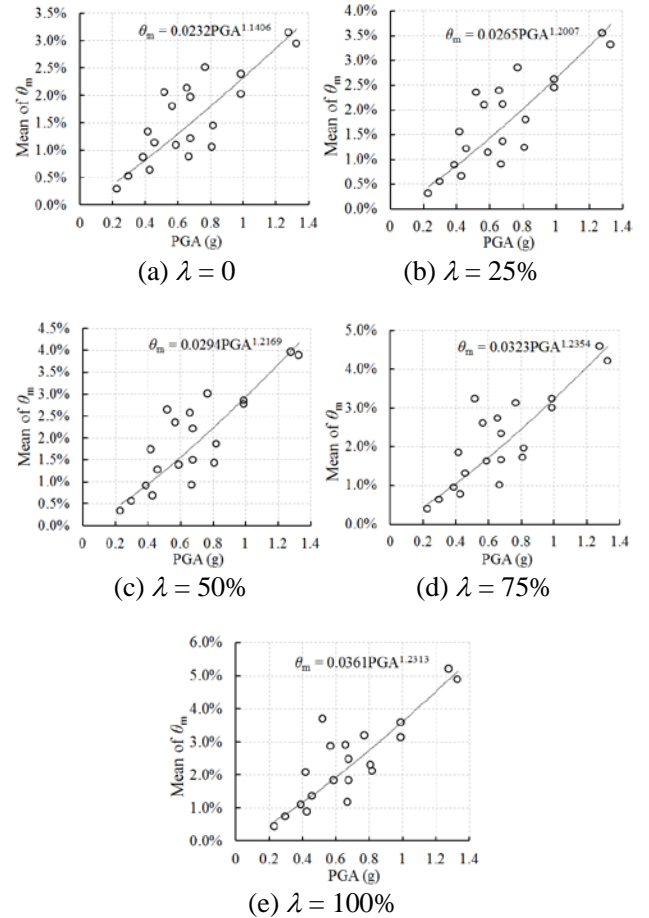 θm = 0.0232PGA^1.1406
3.5%
3.0%
2.5%
2.0%
1.5%
1.0%
0.5%
0.0%
Mean of θm
0 0.2 0.4 0.6 0.8 1 1.2 1.4
PGA (g)
(a) λ = 0
θm = 0.0265PGA^1.2007
4.0%
3.5%
3.0%
2.5%
2.0%
1.5%
1.0%
0.5%
0.0%
Mean of θm
0 0.2 0.4 0.6 0.8 1 1.2 1.4
PGA (g)
(b) λ = 25%
θm = 0.0294PGA^1.2169
4.5%
4.0%
3.5%
3.0%
2.5%
2.0%
1.5%
1.0%
0.5%
0.0%
Mean of θm
0 0.2 0.4 0.6 0.8 1 1.2 1.4
PGA (g)
(c) λ = 50%
θm = 0.0323PGA^1.2354
5.0%
4.0%
3.0%
2.0%
1.0%
0.0%
Mean of θm
0 0.2 0.4 0.6 0.8 1 1.2 1.4
PGA (g)
(d) λ = 75%
θm = 0.0361PGA^1.2313
6.0%
5.0%
4.0%
3.0%
2.0%
1.0%
0.0%
Mean of θm
0 0.2 0.4 0.6 0.8 1 1.2 1.4
PGA (g)
(e) λ = 100%